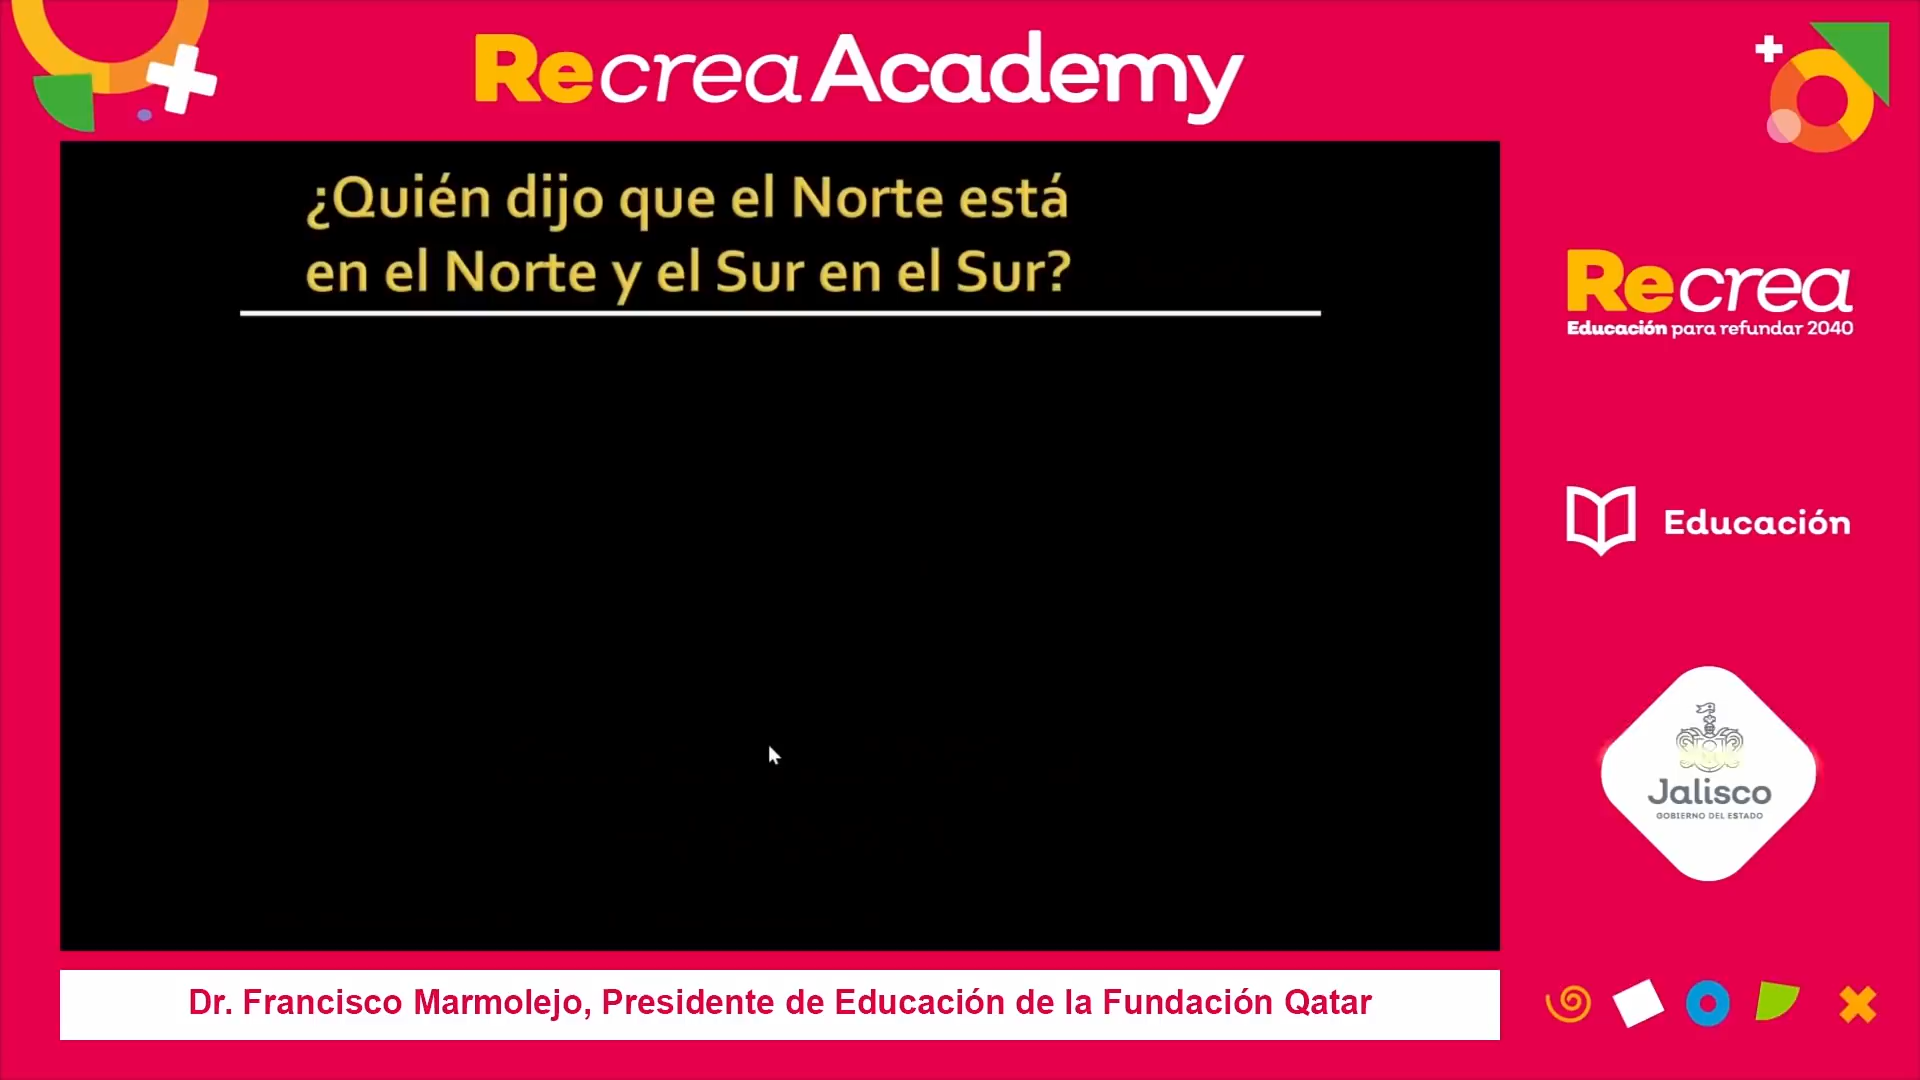 Recrea Academy
¿Quién dijo que el Norte está
en el Norte y el Sur en el Sur?
Recrea
Educación para refundar 2040
Educación
Jalisco
GOBIERNO DEL ESTADO
Dr. Francisco Marmolejo, Presidente de Educación de la Fundación Qatar